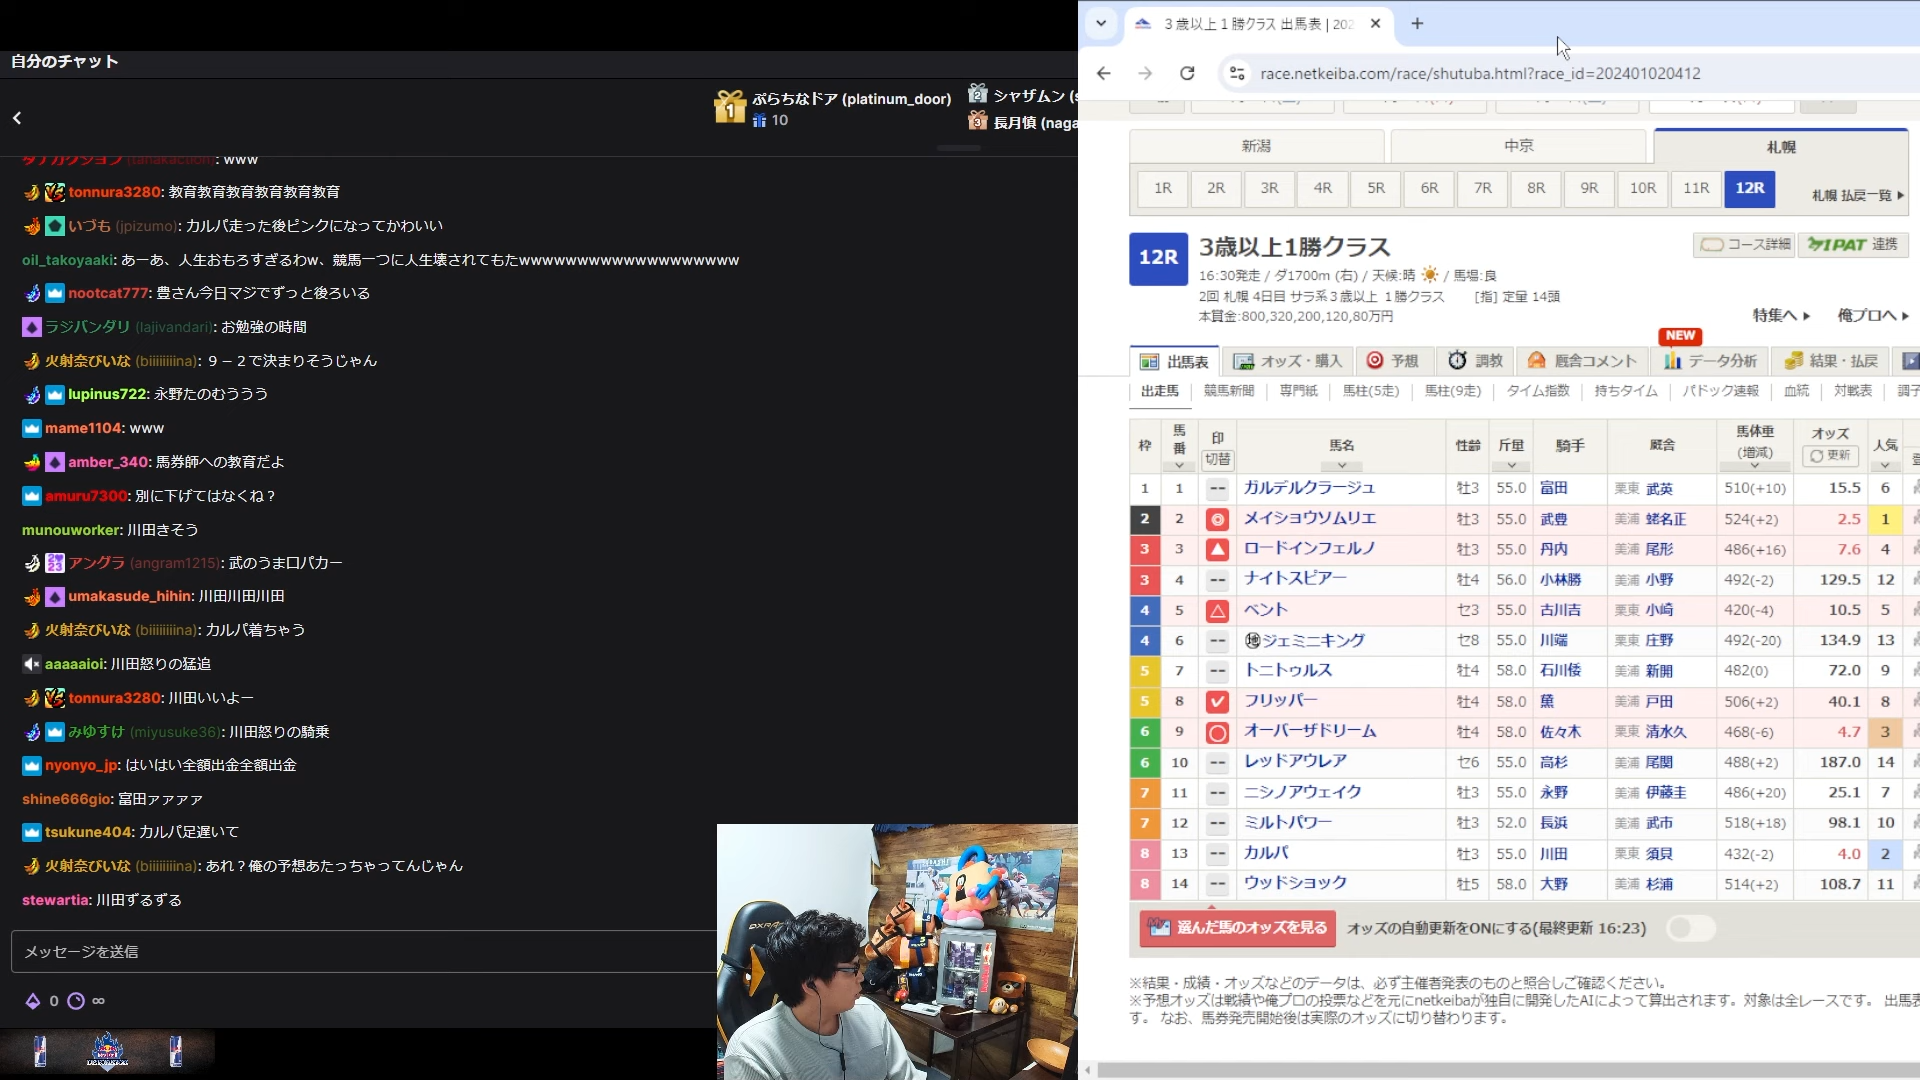 自分のチャット
ぷらちなドア (platinum_door)
10
シャザムン
長月慎 (naga
タナカクション (tanakaction): www
tonnura3280: 教育教育教育教育教育教育
いづも (jpizumo): カルパ走った後ピンクになってかわいい
oil_takoyaaki: あーあ、人生おもろすぎるわw、競馬一つに人生壊されてもたwwwwwwwwwwwwwwwwwww
nootcat777: 豊さん今日マジでずっと後ろいる
ラジバンダリ (lajivandari): お勉強の時間
火射奈びいな (biiiiiiina): 9－2で決まりそうじゃん
lupinus722: 永野たのむううう
mame1104: www
amber_340: 馬券師への教育だよ
amuru7300: 別に下げてはなくね？
munouworker: 川田きそう
アングラ (angram1215): 武のうま口パカー
umakasude_hihin: 川田川田川田
火射奈びいな (biiiiiiina): カルパ着ちゃう
aaaaaioi: 川田怒りの猛追
tonnura3280: 川田いいよー
みゆすけ (miyusuke36): 川田怒りの騎乗
nyonyo_jp: はいはい全額出金全額出金
shine666gio: 富田ァァァァ
tsukune404: カルパ足遅いて
火射奈びいな (biiiiiiina): あれ？俺の予想あたっちゃってんじゃん
stewartia: 川田ずるずる
メッセージを送信
0 ∞
3歳以上1勝クラス 出馬表 | 202
race.netkeiba.com/race/shutuba.html?race_id=202401020412
新潟 中京 札幌
1R 2R 3R 4R 5R 6R 7R 8R 9R 10R 11R 12R 札幌 払戻一覧
12R 3歳以上1勝クラス コース詳細 IPAT 連携
16:30発走 / ダ1700m (右) / 天候:晴 / 馬場:良
2回 札幌 4日目 サラ系3歳以上 1勝クラス [指] 定量 14頭
本賞金:800,320,200,120,80万円 特集へ 俺プロへ
NEW
出馬表 オッズ・購入 予想 調教 厩舎コメント データ分析 結果・払戻
出走馬 競馬新聞 専門紙 馬柱(5走) 馬柱(9走) タイム指数 持ちタイム パドック速報 血統 対戦表 調子
枠 馬番 印 切替 馬名 性齢 斤量 騎手 厩舎 馬体重(増減) オッズ 更新 人気
1 1 -- ガルデルクラージュ 牡3 55.0 富田 栗東 武英 510(+10) 15.5 6
2 2 ◎ メイショウソムリエ 牡3 55.0 武豊 美浦 蛯名正 524(+2) 2.5 1
3 3 ▲ ロードインフェルノ 牡3 55.0 丹内 美浦 尾形 486(+16) 7.6 4
3 4 -- ナイトスピアー 牡4 56.0 小林勝 美浦 小野 492(-2) 129.5 12
4 5 △ ベント セ3 55.0 古川吉 栗東 小崎 420(-4) 10.5 5
4 6 -- 地 ジェミニキング セ8 55.0 川端 栗東 庄野 492(-20) 134.9 13
5 7 -- トニトゥルス 牡4 58.0 石川倭 美浦 新開 482(0) 72.0 9
5 8 ✓ フリッパー 牡4 58.0 黛 美浦 戸田 506(+2) 40.1 8
6 9 ○ オーバーザドリーム 牡4 58.0 佐々木 栗東 清水久 468(-6) 4.7 3
6 10 -- レッドアウレア セ6 55.0 高杉 美浦 尾関 488(+2) 187.0 14
7 11 -- ニシノアウェイク 牡3 55.0 永野 美浦 伊藤圭 486(+20) 25.1 7
7 12 -- ミルトパワー 牡3 52.0 長浜 美浦 武市 518(+18) 98.1 10
8 13 -- カルパ 牡3 55.0 川田 栗東 須貝 432(-2) 4.0 2
8 14 -- ウッドショック 牡5 58.0 大野 美浦 杉浦 514(+2) 108.7 11
選んだ馬のオッズを見る オッズの自動更新をONにする(最終更新 16:23)
※結果・成績・オッズなどのデータは、必ず主催者発表のものと照合しご確認ください。
※予想オッズは戦績や俺プロの投票などを元にnetkeibaが独自に開発したAIによって算出されます。対象は全レースです。 出馬表
す。 なお、馬券発売開始後は実際のオッズに切り替わります。